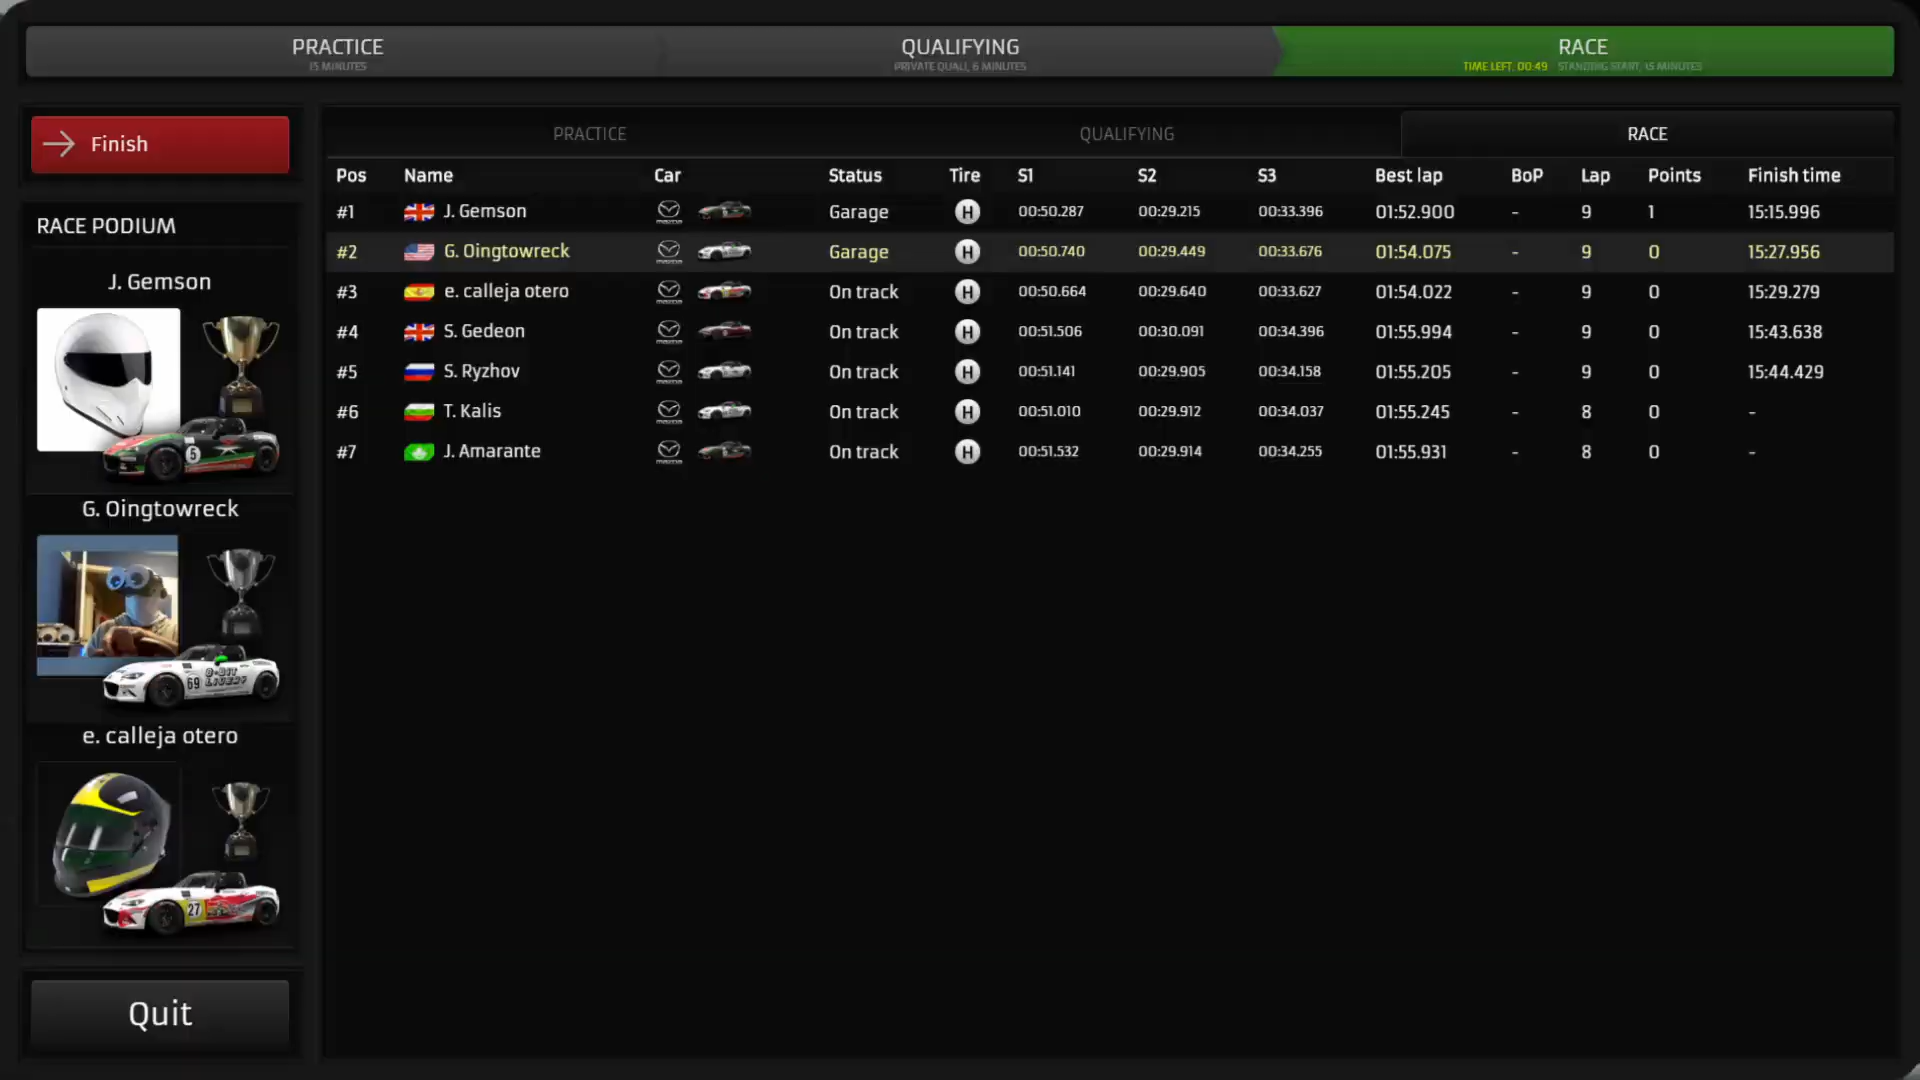 PRACTICE
15 MINUTES
QUALIFYING
PRIVATE QUALI, 6 MINUTES
RACE
TIME LEFT, 00:49 STANDING START, 15 MINUTES
Finish
RACE PODIUM
J. Gemson
5
G. Oingtowreck
69
e. calleja otero
27
Quit
PRACTICE QUALIFYING RACE
Pos Name Car Status Tire S1 S2 S3 Best lap BoP Lap Points Finish time
#1 J. Gemson Garage H 00:50.287 00:29.215 00:33.396 01:52.900 - 9 1 15:15.996
#2 G. Oingtowreck Garage H 00:50.740 00:29.449 00:33.676 01:54.075 - 9 0 15:27.956
#3 e. calleja otero On track H 00:50.664 00:29.640 00:33.627 01:54.022 - 9 0 15:29.279
#4 S. Gedeon On track H 00:51.506 00:30.091 00:34.396 01:55.994 - 9 0 15:43.638
#5 S. Ryzhov On track H 00:51.141 00:29.905 00:34.158 01:55.205 - 9 0 15:44.429
#6 T. Kalis On track H 00:51.010 00:29.912 00:34.037 01:55.245 - 8 0 -
#7 J. Amarante On track H 00:51.532 00:29.914 00:34.255 01:55.931 - 8 0 -